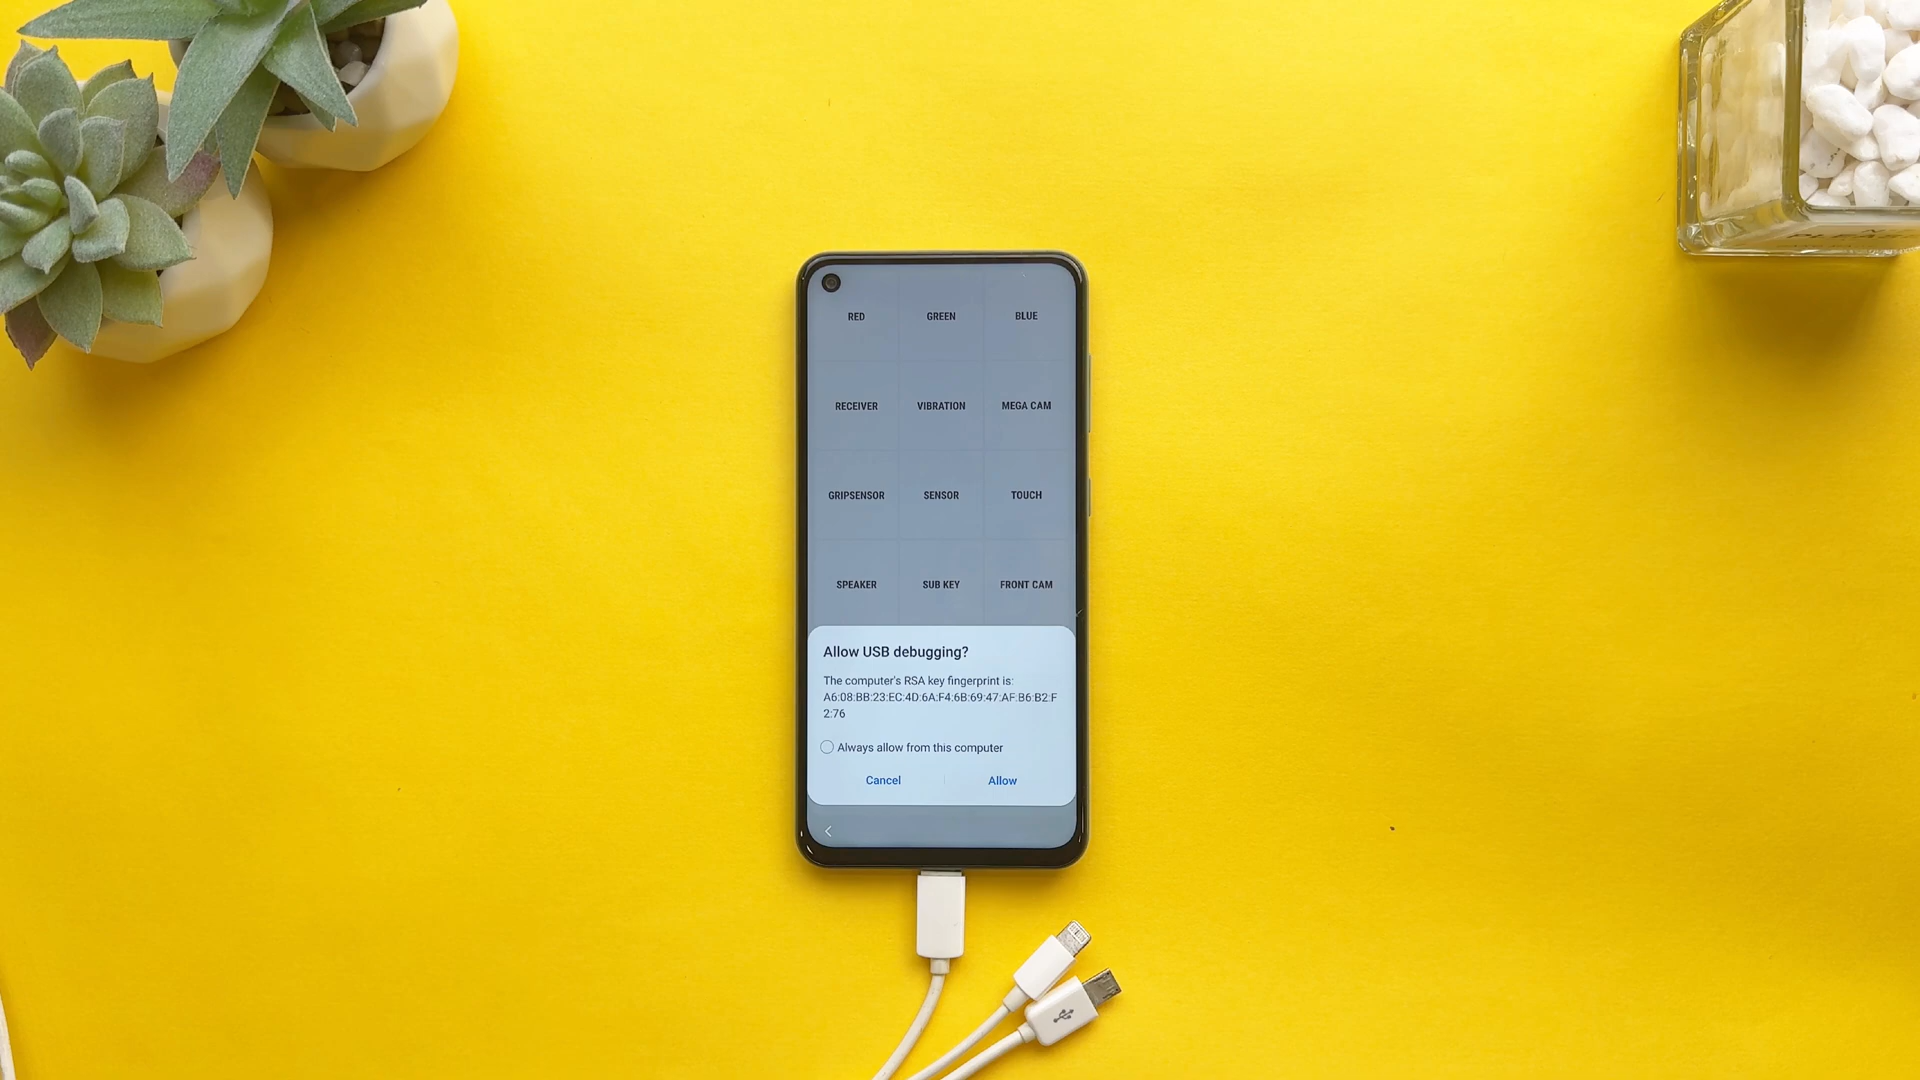 RED GREEN BLUE
RECEIVER VIBRATION MEGA CAM
GRIPSENSOR SENSOR TOUCH
SPEAKER SUB KEY FRONT CAM
Allow USB debugging?
The computer's RSA key fingerprint is:
A6:08:BB:23:EC:4D:6A:F4:6B:69:47:AF:B6:B2:F
2:76
Always allow from this computer
Cancel Allow